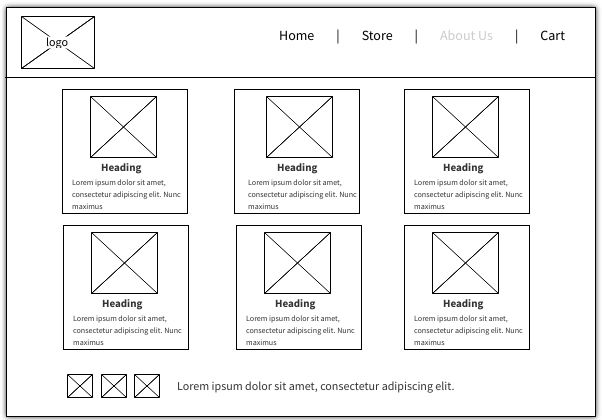 logo
Home | Store | About Us | Cart
Heading
Lorem ipsum dolor sit amet,
consectetur adipiscing elit. Nunc
maximus
Heading
Lorem ipsum dolor sit amet,
consectetur adipiscing elit. Nunc
maximus
Heading
Lorem ipsum dolor sit amet,
consectetur adipiscing elit. Nunc
maximus
Heading
Lorem ipsum dolor sit amet,
consectetur adipiscing elit. Nunc
maximus
Heading
Lorem ipsum dolor sit amet,
consectetur adipiscing elit. Nunc
maximus
Heading
Lorem ipsum dolor sit amet,
consectetur adipiscing elit. Nunc
maximus
Lorem ipsum dolor sit amet, consectetur adipiscing elit.